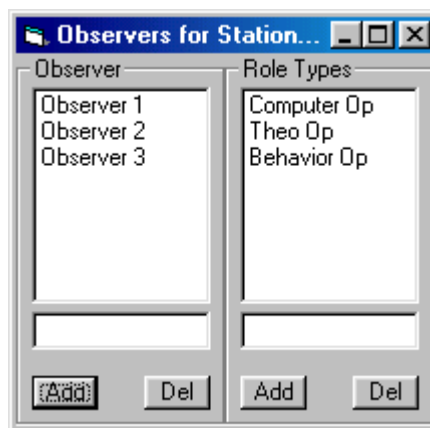 Observers for Station...
Observer
Observer 1
Observer 2
Observer 3
Add
Del
Role Types
Computer Op
Theo Op
Behavior Op
Add
Del